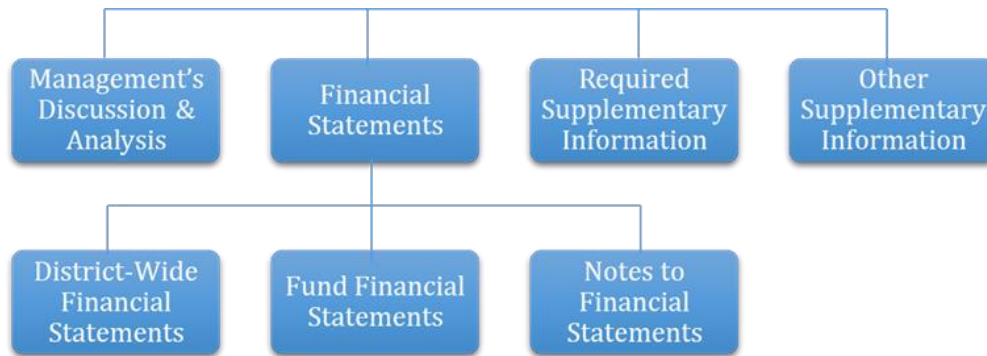 Management’s
Discussion &
Analysis
Financial
Statements
Required
Supplementary
Information
Other
Supplementary
Information
District-Wide
Financial
Statements
Fund Financial
Statements
Notes to
Financial
Statements